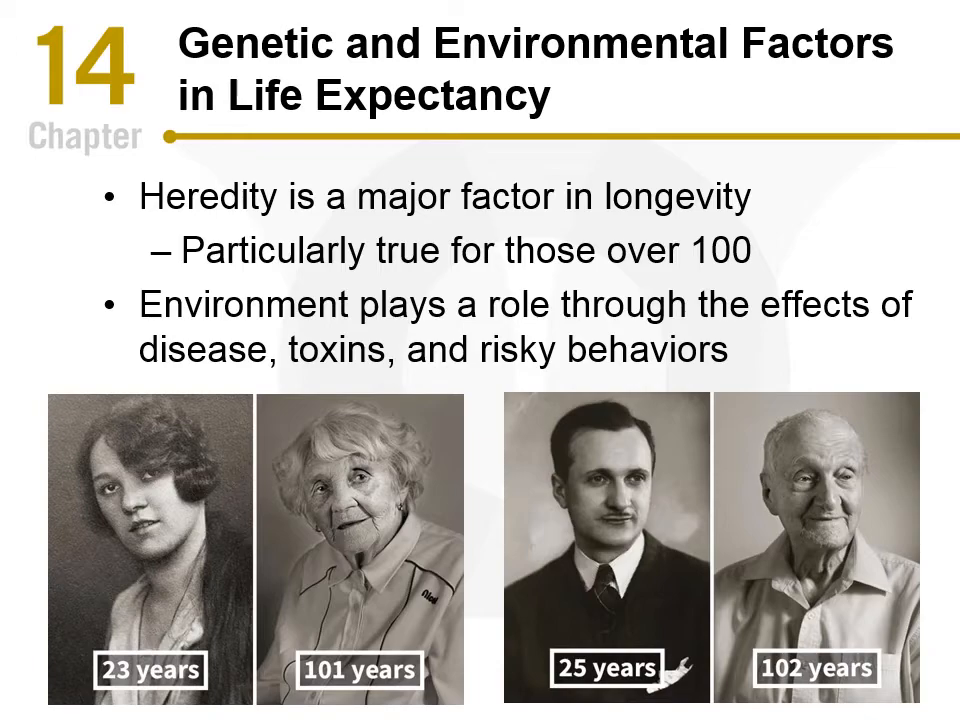 14
Chapter
Genetic and Environmental Factors
in Life Expectancy
• Heredity is a major factor in longevity
– Particularly true for those over 100
• Environment plays a role through the effects of
disease, toxins, and risky behaviors
23 years
101 years
25 years
102 years